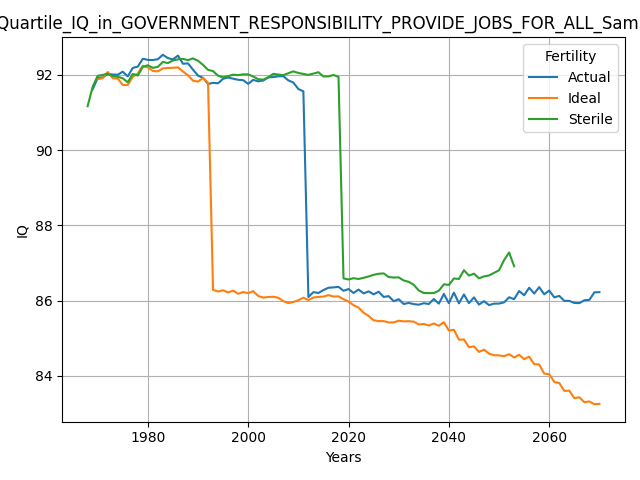 Quartile_IQ_in_GOVERNMENT_RESPONSIBILITY_PROVIDE_JOBS_FOR_ALL_Sam
Fertility
Actual
Ideal
Sterile
92
90
88
86
84
IQ
1980
2000
2020
2040
2060
Years